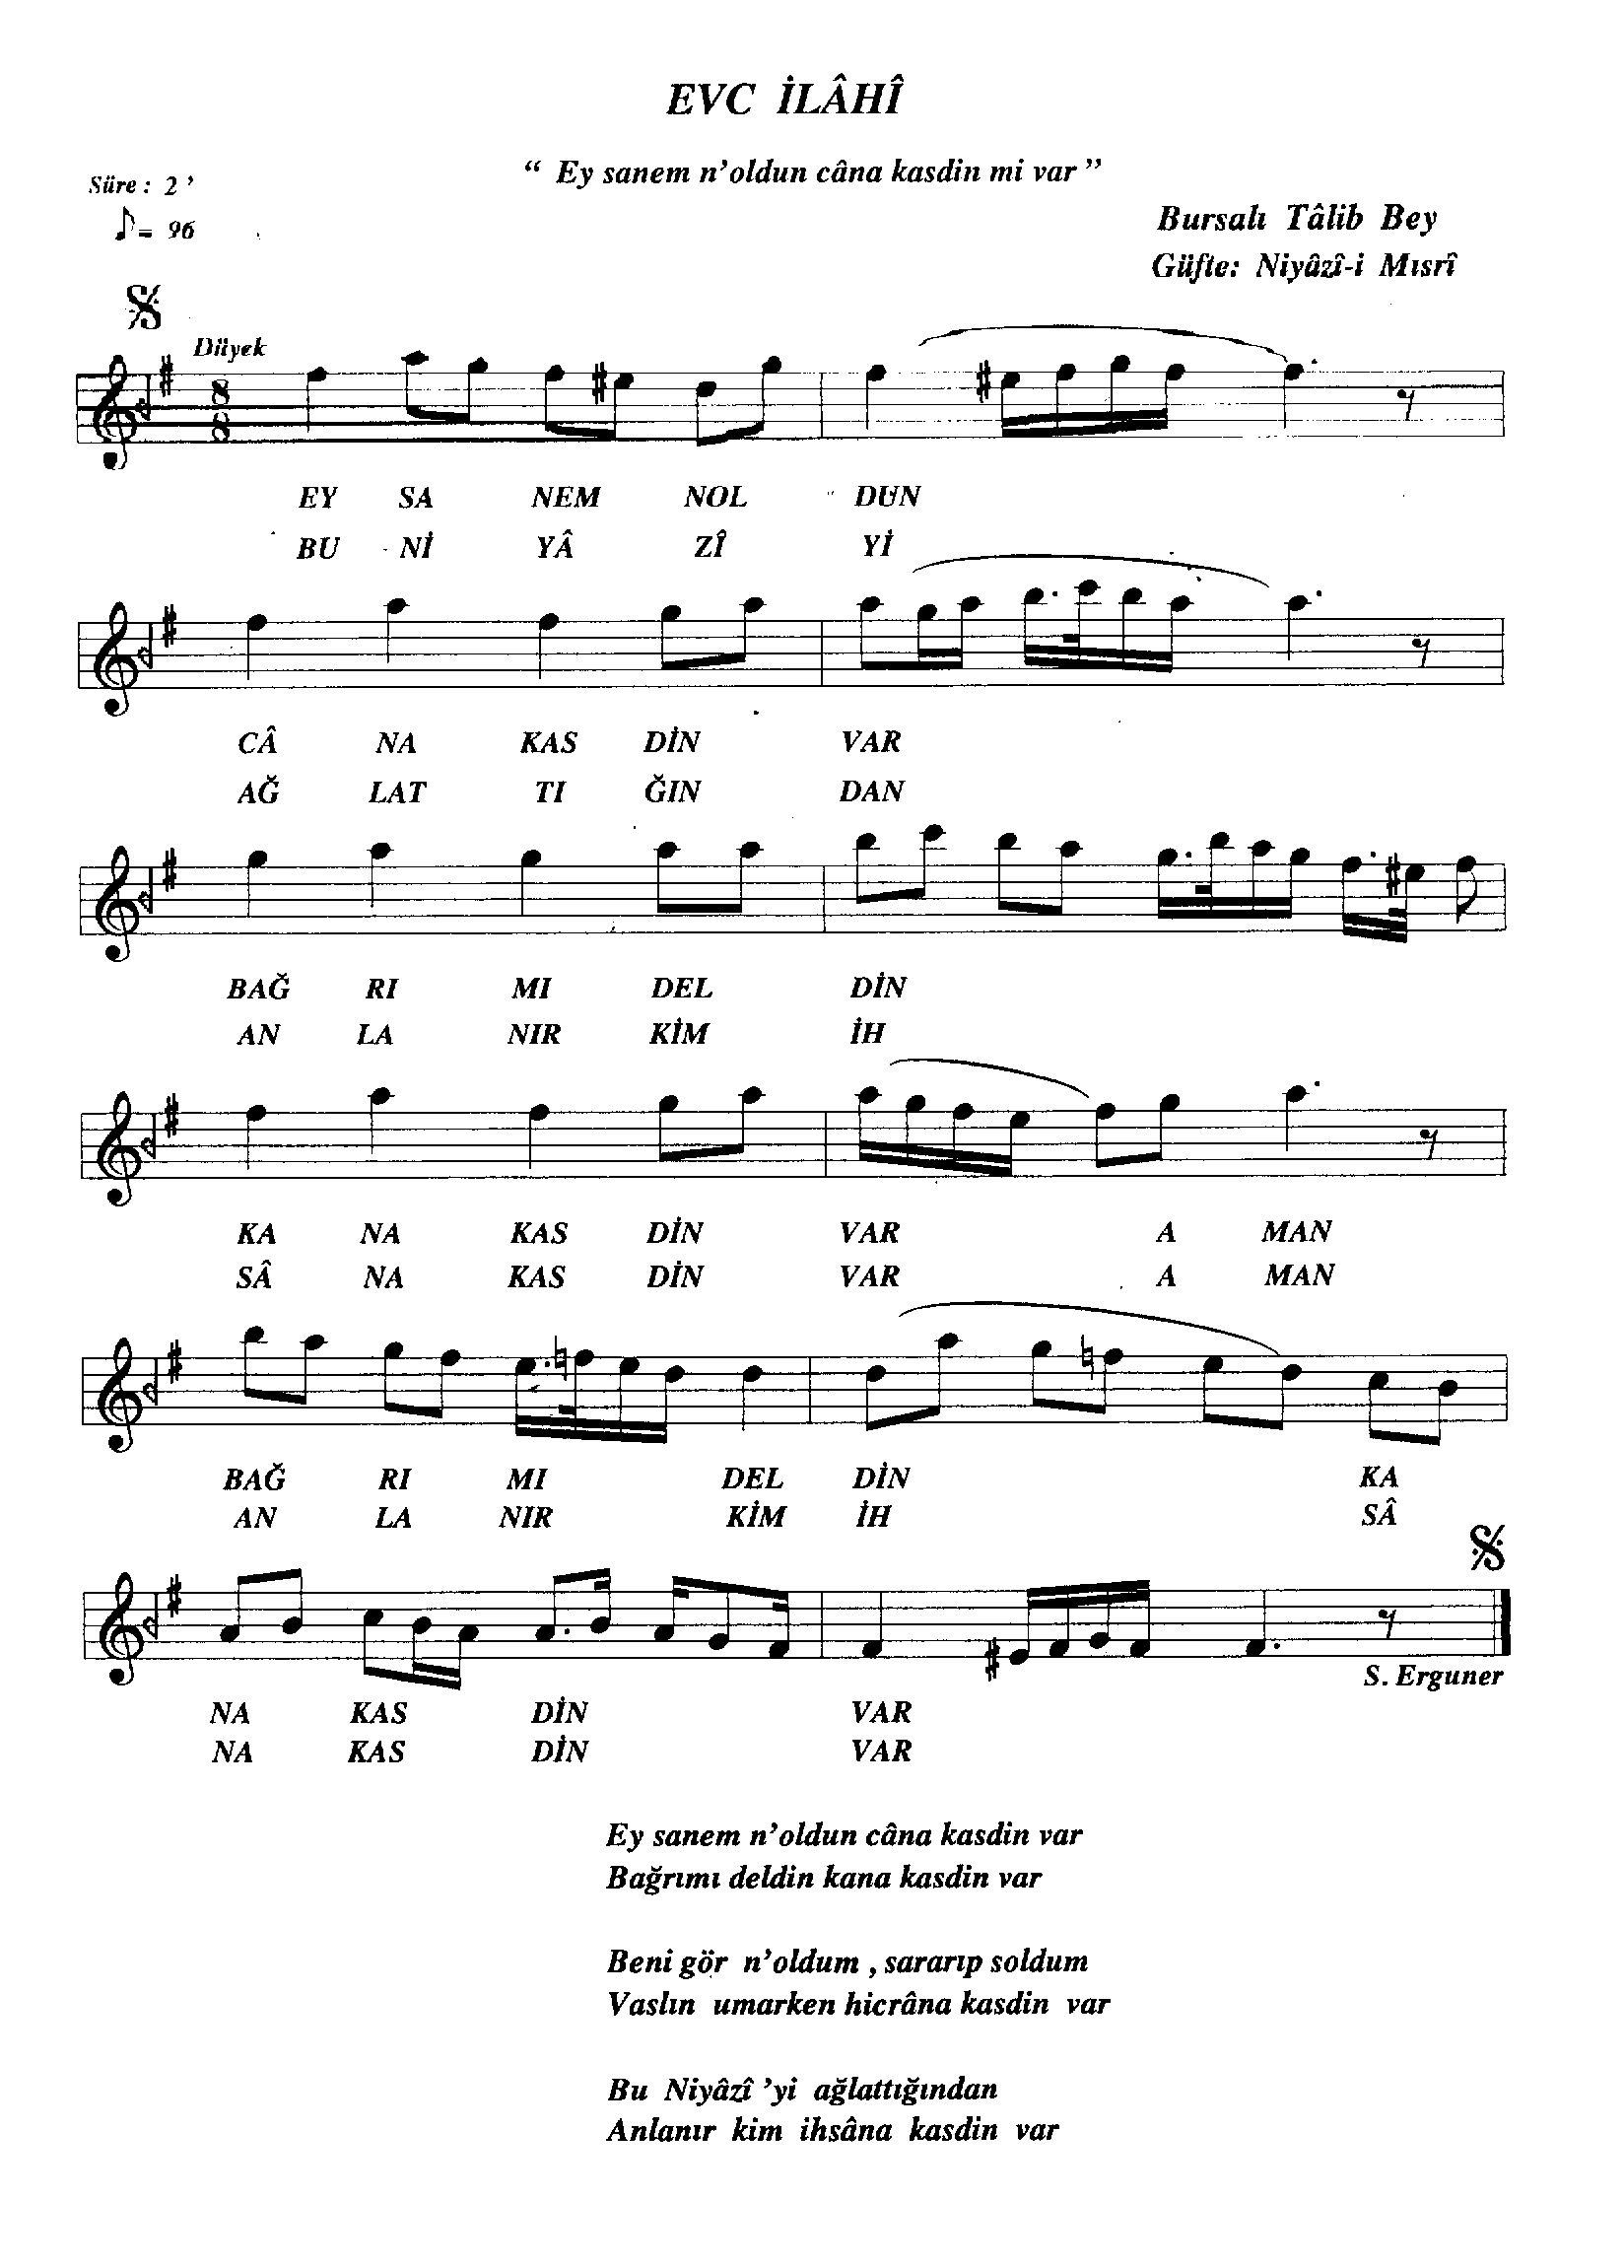 EVC İLÂHÎ
“ Ey sanem n’oldun câna kasdin mi var ”
Süre : 2 ’
♪= 96
Bursalı Tâlib Bey
Güfte: Niyâzî-i Mısrî
Düyek
8
8
EY SA NEM NOL DUN
BU Nİ YÂ ZÎ Yİ
CÂ NA KAS DİN VAR
AĞ LAT TI ĞIN DAN
BAĞ RI MI DEL DİN
AN LA NIR KİM İH
KA NA KAS DİN VAR A MAN
SÂ NA KAS DİN VAR A MAN
BAĞ RI MI DEL DİN KA
AN LA NIR KİM İH SÂ
S. Erguner
NA KAS DİN VAR
NA KAS DİN VAR
Ey sanem n’oldun câna kasdin var
Bağrımı deldin kana kasdin var
Beni gör n’oldum , sararıp soldum
Vaslın umarken hicrâna kasdin var
Bu Niyâzî ’yi ağlattığından
Anlanır kim ihsâna kasdin var